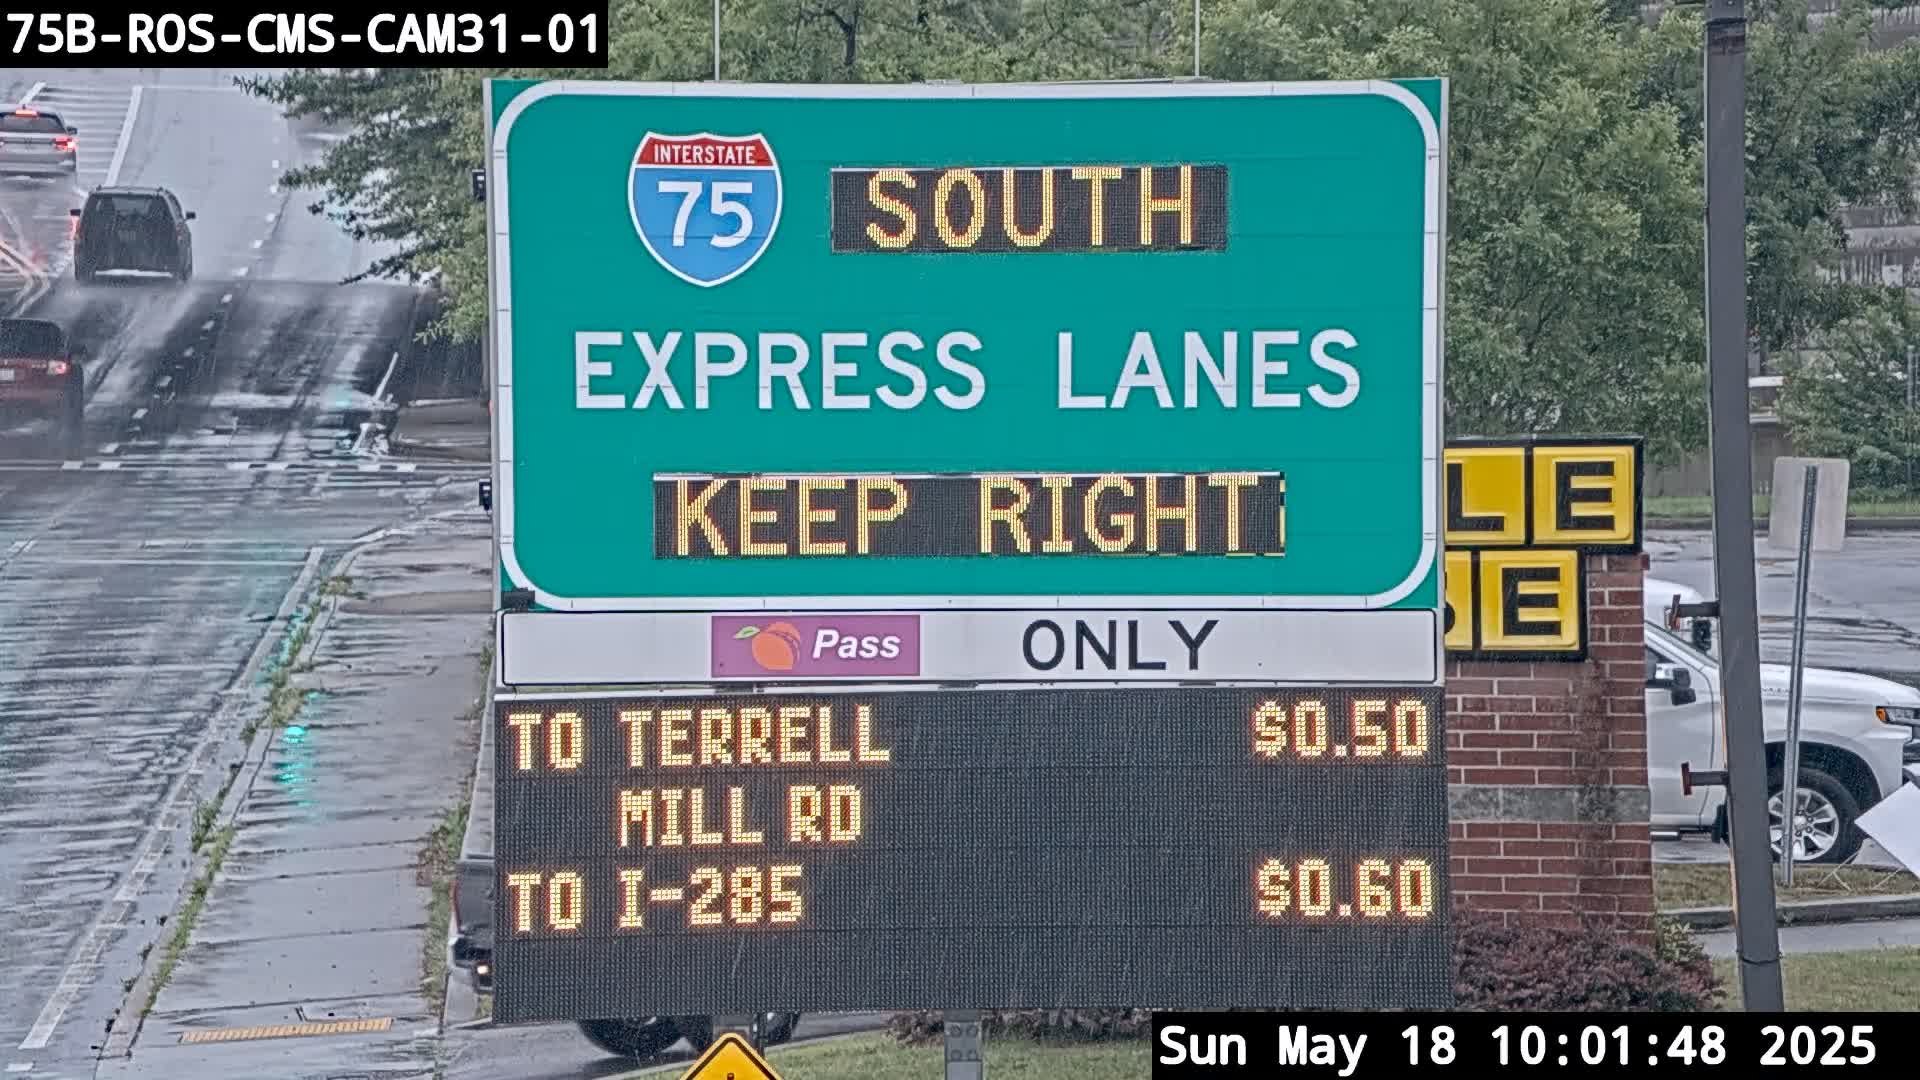 75B-ROS-CMS-CAM31-01
INTERSTATE
75
SOUTH
EXPRESS LANES
KEEP RIGHT
Pass ONLY
TO TERRELL $0.50
MILL RD
TO I-285 $0.60
LE
E
Sun May 18 10:01:48 2025